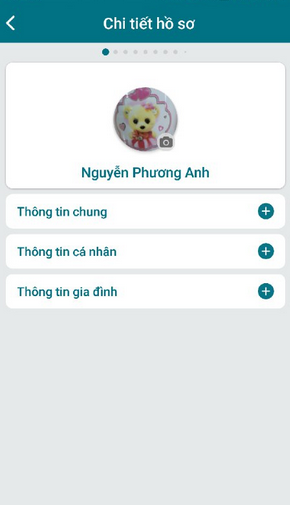 Chi tiết hồ sơ
Nguyễn Phương Anh
Thông tin chung
Thông tin cá nhân
Thông tin gia đình